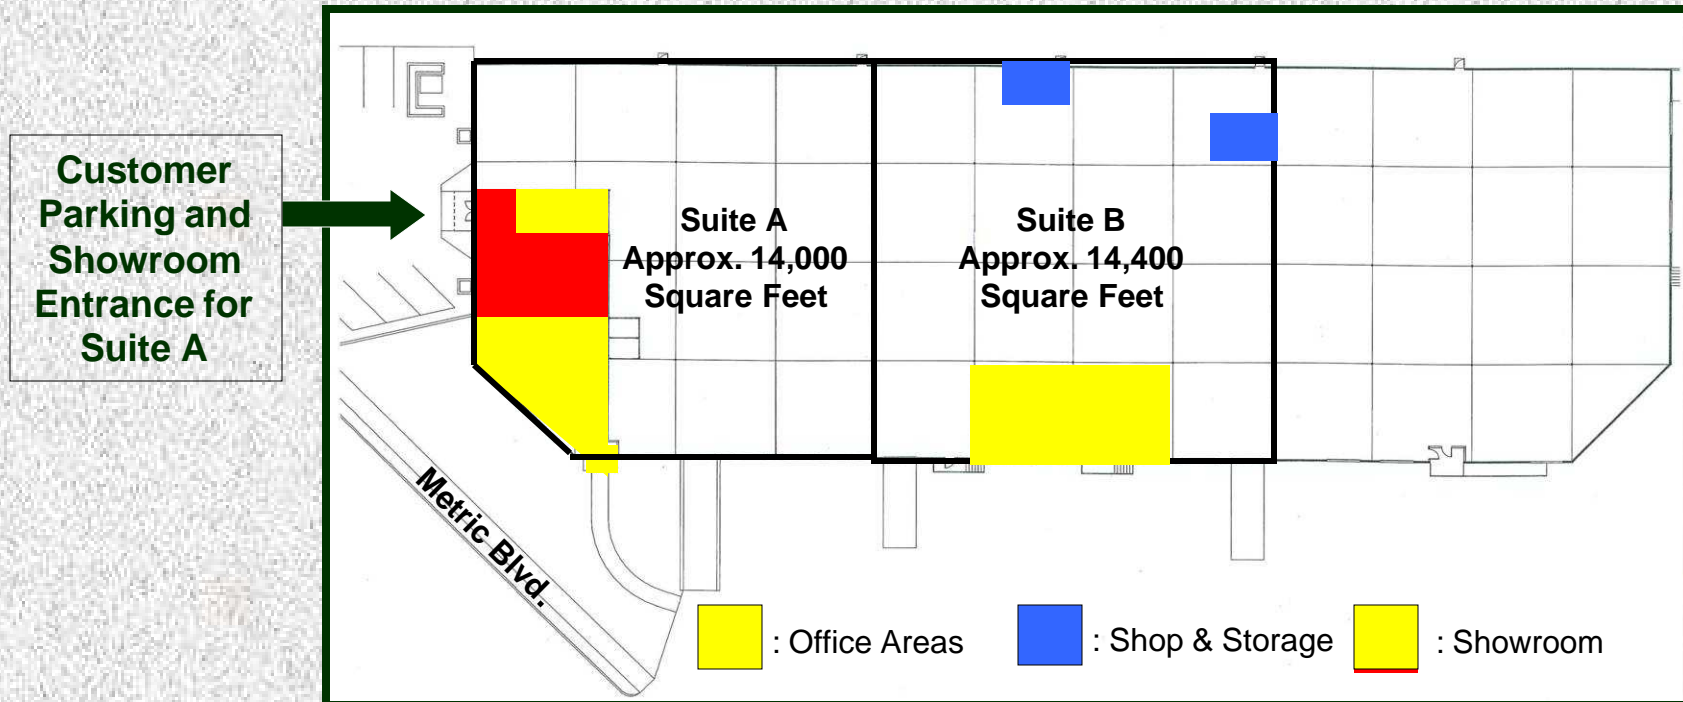 Customer
Parking and
Showroom
Entrance for
Suite A
Suite A
Approx. 14,000
Square Feet
Suite B
Approx. 14,400
Square Feet
Metric Blvd.
: Office Areas
: Shop & Storage
: Showroom